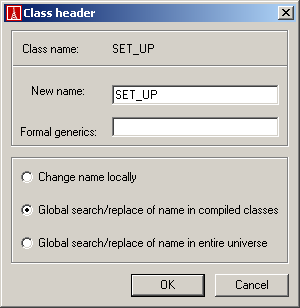 Class header
Class name: SET_UP
New name: SET_UP
Formal generics:
Change name locally
Global search/replace of name in compiled classes
Global search/replace of name in entire universe
OK Cancel